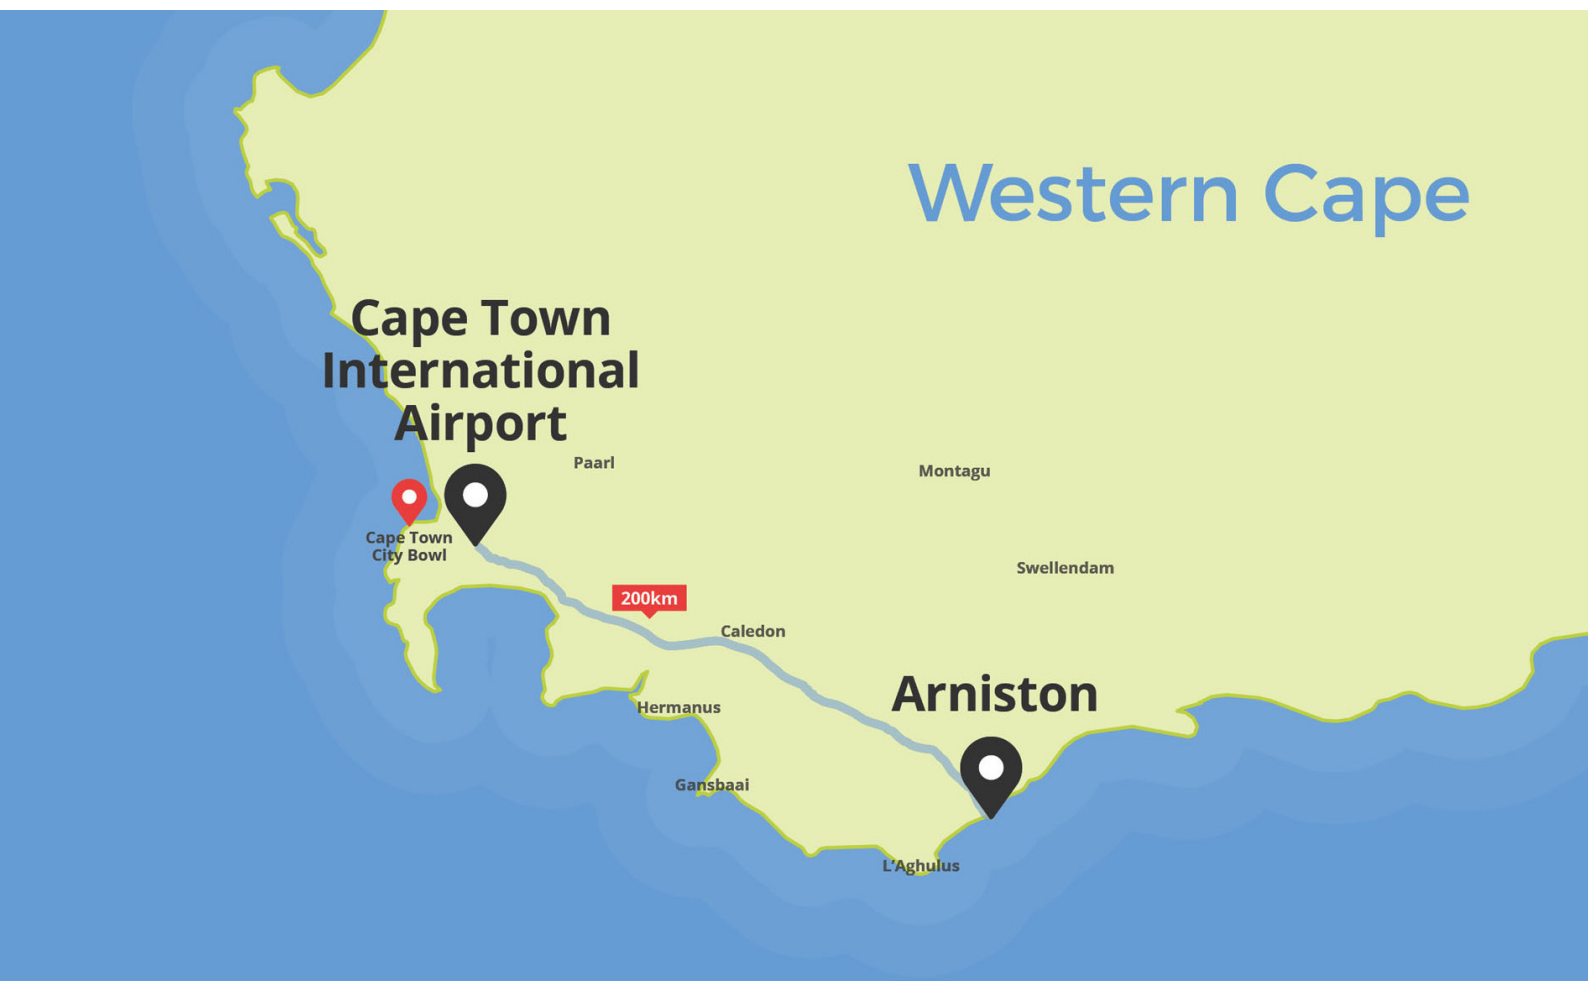 Western Cape
Cape Town
International
Airport
Paarl
Montagu
Cape Town
City Bowl
Swellendam
200km
Caledon
Arniston
Hermanus
Gansbaai
L'Aghulus